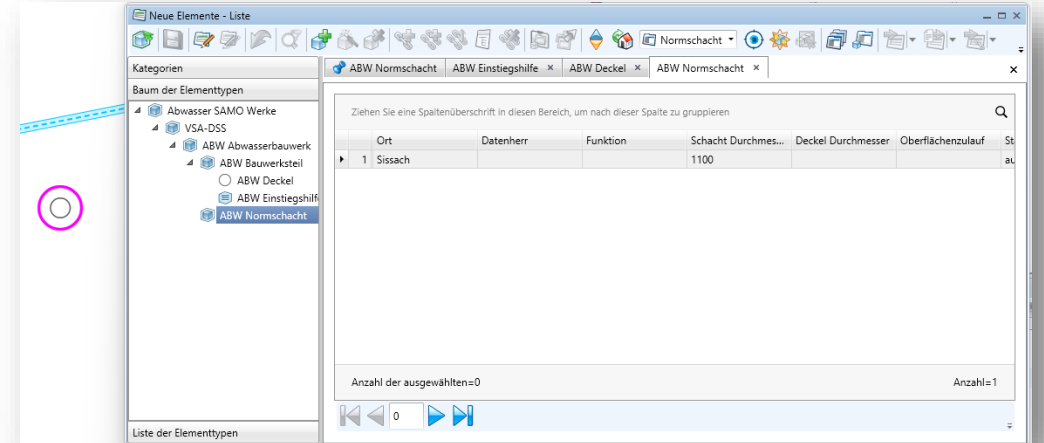 Neue Elemente - Liste
Normschacht
Kategorien
ABW Normschacht ABW Einstiegshilfe × ABW Deckel × ABW Normschacht ×
Baum der Elementtypen
Abwasser SAMO Werke
VSA-DSS
ABW Abwasserbauwerk
ABW Bauwerksteil
ABW Deckel
ABW Einstiegshilf
ABW Normschacht
Ziehen Sie eine Spaltenüberschrift in diesen Bereich, um nach dieser Spalte zu gruppieren
Ort Datenherr Funktion Schacht Durchmes... Deckel Durchmesser Oberflächenzulauf St
1 Sissach 1100 au
Anzahl der ausgewählten=0 Anzahl=1
0
Liste der Elementtypen